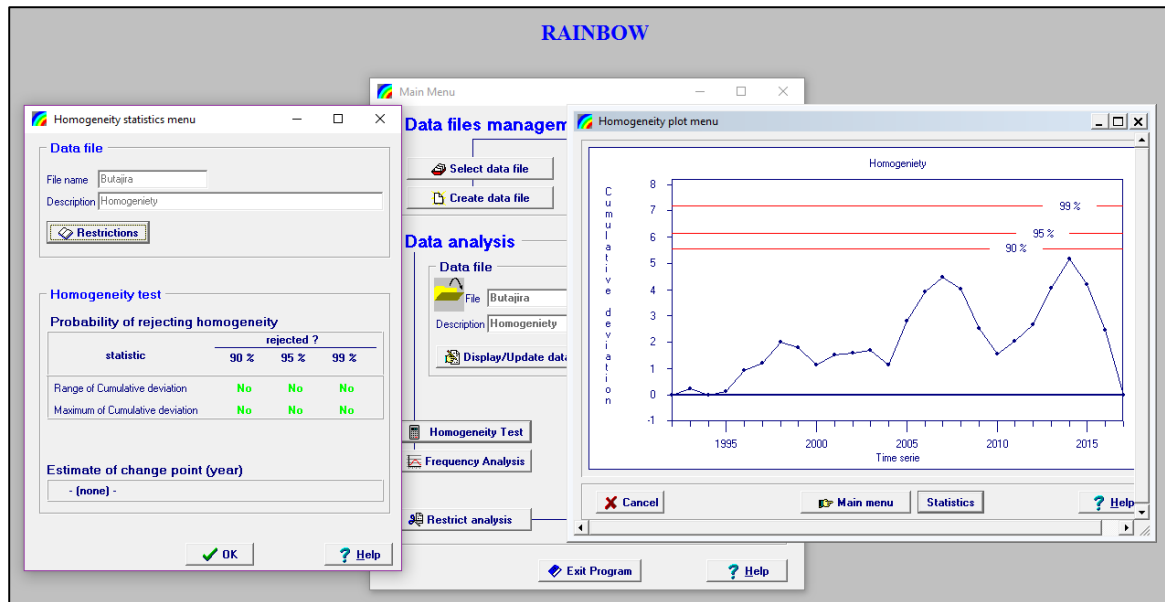 RAINBOW
Homogeneity statistics menu
Data file
File name Butajira
Description Homogeniety
Restrictions
Homogeneity test
Probability of rejecting homogeneity
rejected ?
statistic 90 % 95 % 99 %
Range of Cumulative deviation No No No
Maximum of Cumulative deviation No No No
Estimate of change point (year)
- (none) -
OK Help
Main Menu
Data files managem
Select data file
Create data file
Data analysis
Data file
File Butajira
Description Homogeniety
Display/Update data
Homogeneity Test
Frequency Analysis
Restrict analysis
Exit Program Help
Homogeneity plot menu
Homogeniety
Cumulative deviation
8
7
6
5
4
3
2
1
0
-1
99 %
95 %
90 %
1995 2000 2005 2010 2015
Time serie
Cancel Main menu Statistics Help